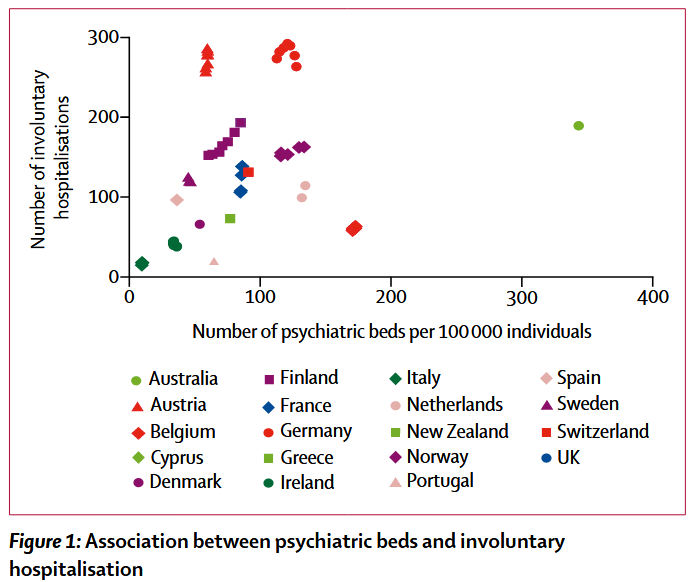 300
200
100
0
Number of involuntary
hospitalisations
0 100 200 300 400
Number of psychiatric beds per 100 000 individuals
Australia Finland Italy Spain
Austria France Netherlands Sweden
Belgium Germany New Zealand Switzerland
Cyprus Greece Norway UK
Denmark Ireland Portugal
Figure 1: Association between psychiatric beds and involuntary
hospitalisation